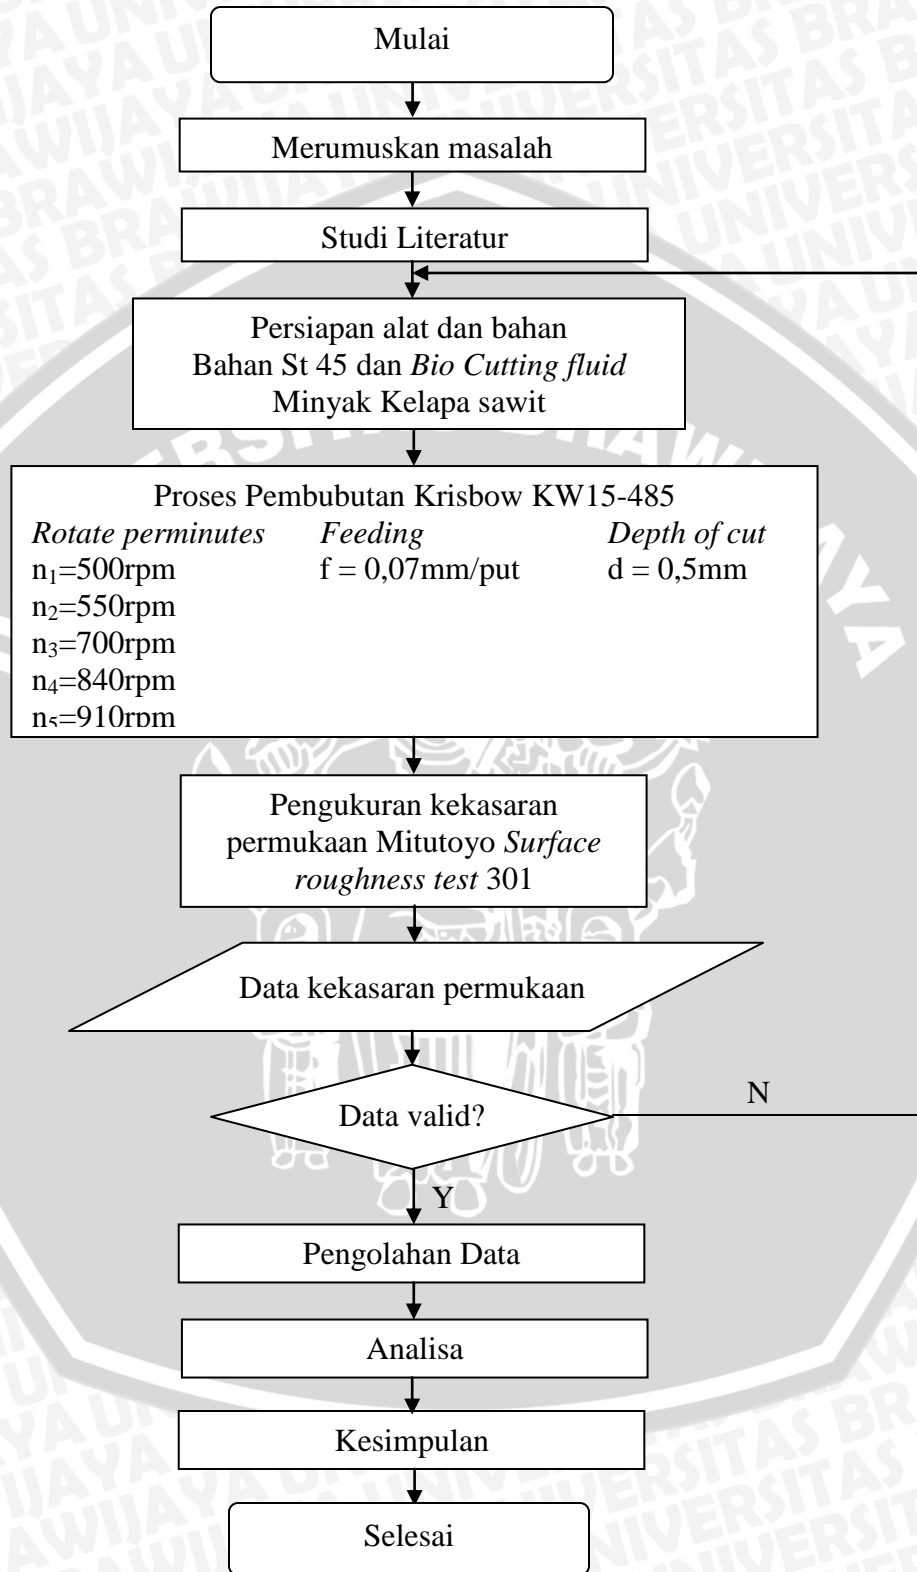 Mulai
Merumuskan masalah
Studi Literatur
Persiapan alat dan bahan
Bahan St 45 dan Bio Cutting fluid
Minyak Kelapa sawit
Proses Pembubutan Krisbow KW15-485
Rotate perminutes Feeding Depth of cut
n₁=500rpm f = 0,07mm/put d = 0,5mm
n₂=550rpm
n₃=700rpm
n₄=840rpm
n₅=910rpm
Pengukuran kekasaran
permukaan Mitutoyo Surface
roughness test 301
Data kekasaran permukaan
Data valid?
N
Y
Pengolahan Data
Analisa
Kesimpulan
Selesai